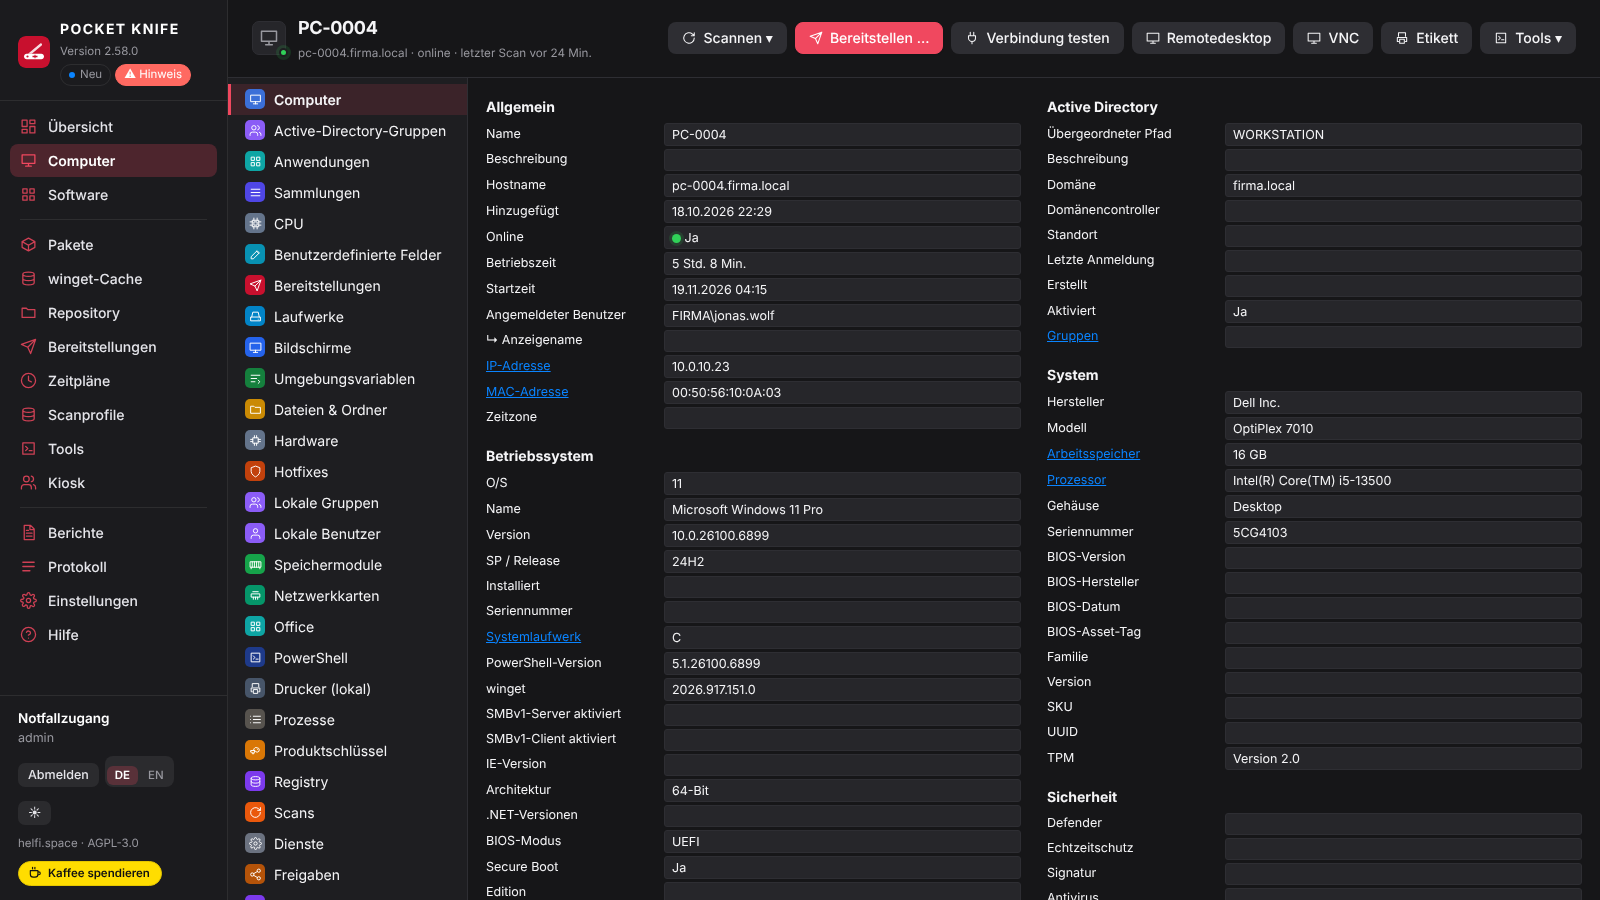 POCKET KNIFE
Version 2.58.0
Neu
Hinweis
Übersicht
Computer
Software
Pakete
winget-Cache
Repository
Bereitstellungen
Zeitpläne
Scanprofile
Tools
Kiosk
Berichte
Protokoll
Einstellungen
Hilfe
Notfallzugang
admin
Abmelden DE EN
helfi.space · AGPL-3.0
Kaffee spendieren
PC-0004
pc-0004.firma.local · online · letzter Scan vor 24 Min.
Scannen ▾ Bereitstellen ... Verbindung testen Remotedesktop VNC Etikett Tools ▾
Computer
Active-Directory-Gruppen
Anwendungen
Sammlungen
CPU
Benutzerdefinierte Felder
Bereitstellungen
Laufwerke
Bildschirme
Umgebungsvariablen
Dateien & Ordner
Hardware
Hotfixes
Lokale Gruppen
Lokale Benutzer
Speichermodule
Netzwerkkarten
Office
PowerShell
Drucker (lokal)
Prozesse
Produktschlüssel
Registry
Scans
Dienste
Freigaben
Allgemein
Name PC-0004
Beschreibung
Hostname pc-0004.firma.local
Hinzugefügt 18.10.2026 22:29
Online Ja
Betriebszeit 5 Std. 8 Min.
Startzeit 19.11.2026 04:15
Angemeldeter Benutzer FIRMA\jonas.wolf
↳ Anzeigename
IP-Adresse 10.0.10.23
MAC-Adresse 00:50:56:10:0A:03
Zeitzone
Betriebssystem
O/S 11
Name Microsoft Windows 11 Pro
Version 10.0.26100.6899
SP / Release 24H2
Installiert
Seriennummer
Systemlaufwerk C
PowerShell-Version 5.1.26100.6899
winget 2026.917.151.0
SMBv1-Server aktiviert
SMBv1-Client aktiviert
IE-Version
Architektur 64-Bit
.NET-Versionen
BIOS-Modus UEFI
Secure Boot Ja
Edition
Active Directory
Übergeordneter Pfad WORKSTATION
Beschreibung
Domäne firma.local
Domänencontroller
Standort
Letzte Anmeldung
Erstellt
Aktiviert Ja
Gruppen
System
Hersteller Dell Inc.
Modell OptiPlex 7010
Arbeitsspeicher 16 GB
Prozessor Intel(R) Core(TM) i5-13500
Gehäuse Desktop
Seriennummer 5CG4103
BIOS-Version
BIOS-Hersteller
BIOS-Datum
BIOS-Asset-Tag
Familie
Version
SKU
UUID
TPM Version 2.0
Sicherheit
Defender
Echtzeitschutz
Signatur
Antivirus